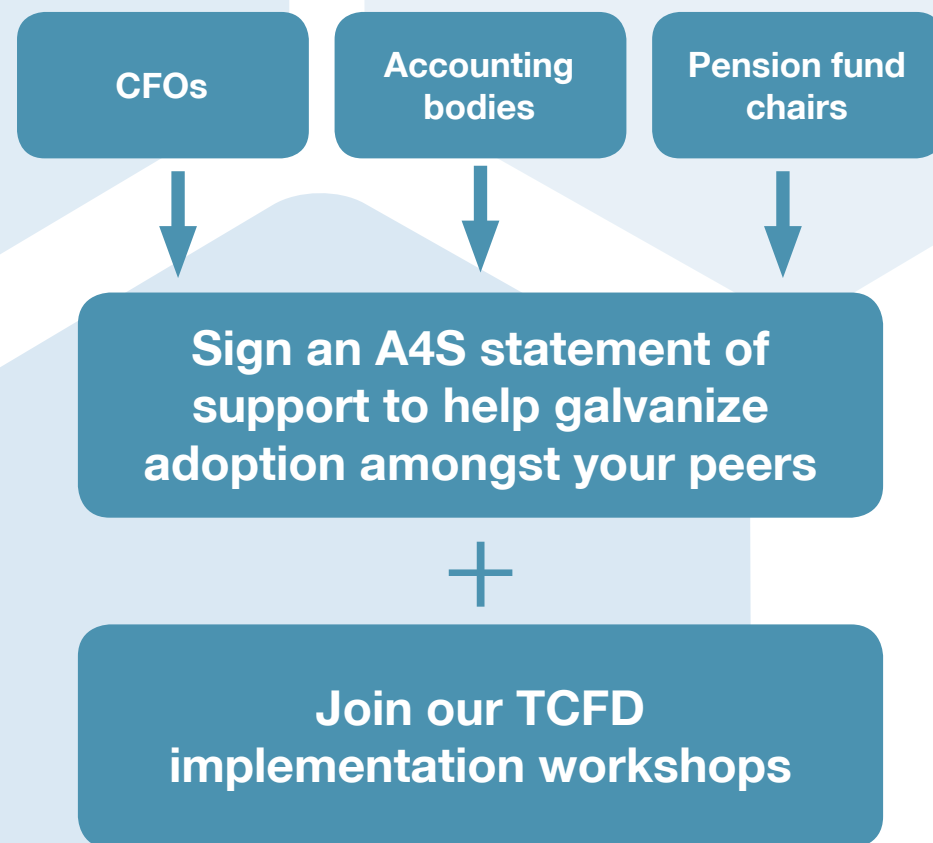 CFOs
Accounting
bodies
Pension fund
chairs
Sign an A4S statement of
support to help galvanize
adoption amongst your peers
+
Join our TCFD
implementation workshops